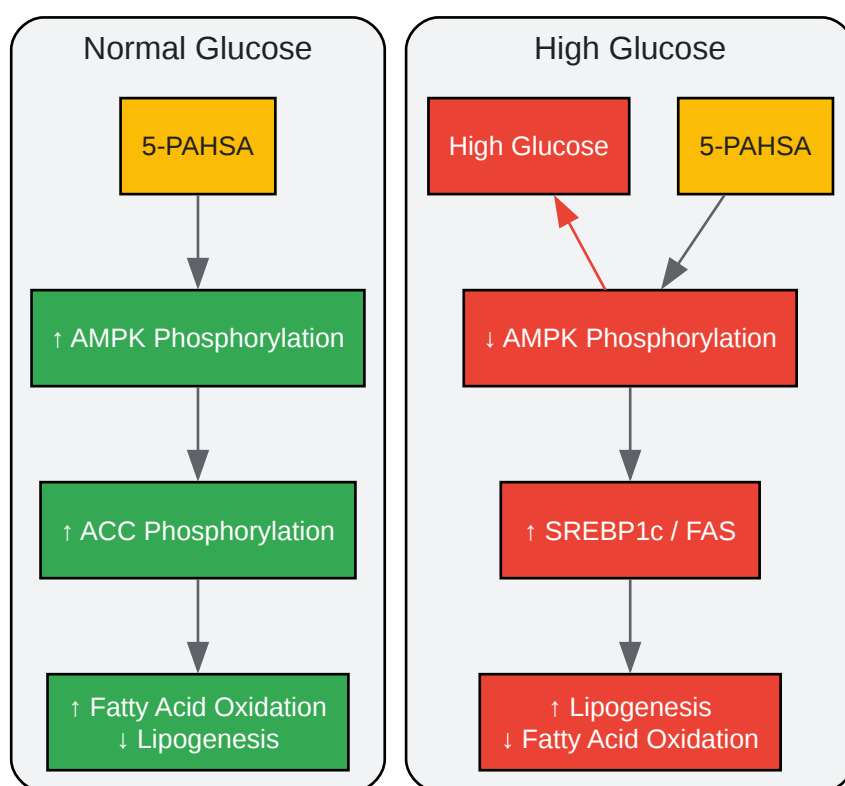 Normal Glucose
5-PAHSA
↑ AMPK Phosphorylation
↑ ACC Phosphorylation
↑ Fatty Acid Oxidation
↓ Lipogenesis
High Glucose
High Glucose
5-PAHSA
↓ AMPK Phosphorylation
↑ SREBP1c / FAS
↑ Lipogenesis
↓ Fatty Acid Oxidation